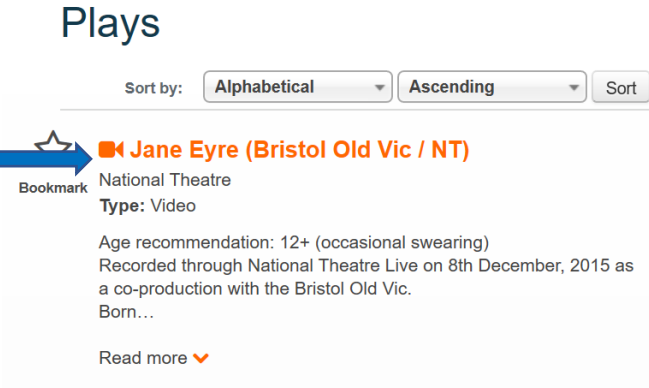 Plays
Sort by: Alphabetical Ascending Sort
Jane Eyre (Bristol Old Vic / NT)
Bookmark
National Theatre
Type: Video
Age recommendation: 12+ (occasional swearing)
Recorded through National Theatre Live on 8th December, 2015 as
a co-production with the Bristol Old Vic.
Born…
Read more